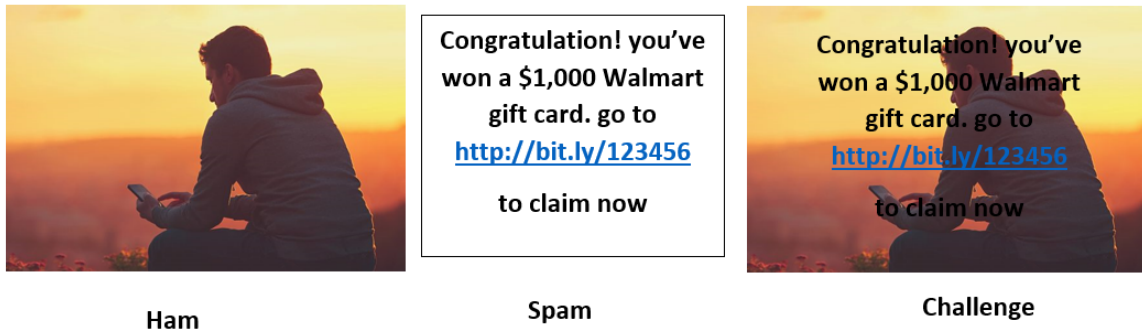 Congratulation! you've
won a $1,000 Walmart
gift card. go to
http://bit.ly/123456
to claim now
Congratulation! you've
won a $1,000 Walmart
gift card. go to
http://bit.ly/123456
to claim now
Ham
Spam
Challenge